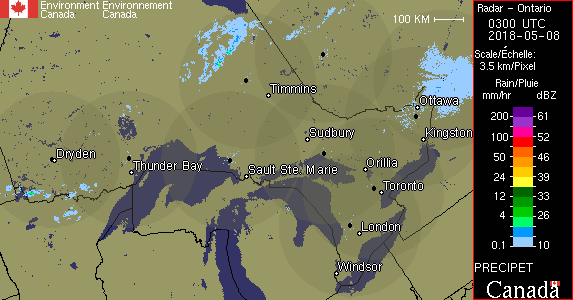 Environment Environnement
Canada Canada
100 KM
Timmins
Ottawa
Sudbury
Kingston
Dryden
Thunder Bay
Sault Ste. Marie
Orillia
Toronto
London
Windsor
Radar - Ontario
0300 UTC
2018-05-08
Scale/Échelle:
3.5 km/Pixel
Rain/Pluie
mm/hr dBZ
200 61
100 52
50 46
24 39
12 33
4 26
0.1 10
PRECIPET
Canada